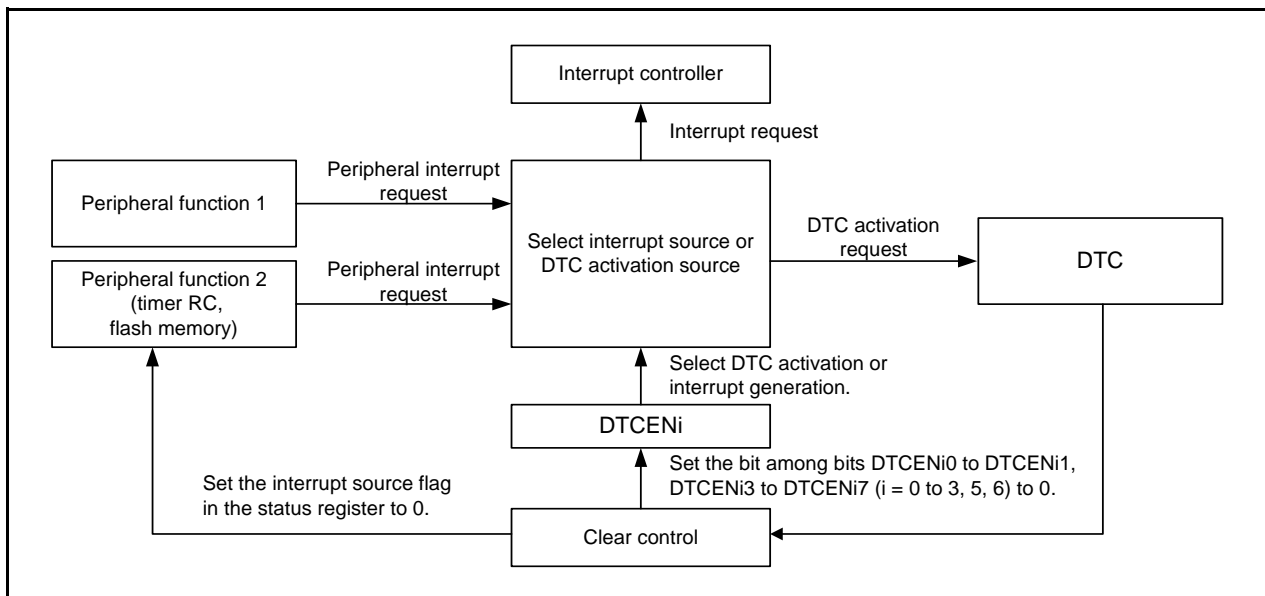 Interrupt controller
Interrupt request
Peripheral function 1
Peripheral interrupt
request
Select interrupt source or
DTC activation source
DTC activation
request
DTC
Peripheral function 2
(timer RC,
flash memory)
Peripheral interrupt
request
Select DTC activation or
interrupt generation.
DTCENi
Set the interrupt source flag
in the status register to 0.
Set the bit among bits DTCENi0 to DTCENi1,
DTCENi3 to DTCENi7 (i = 0 to 3, 5, 6) to 0.
Clear control